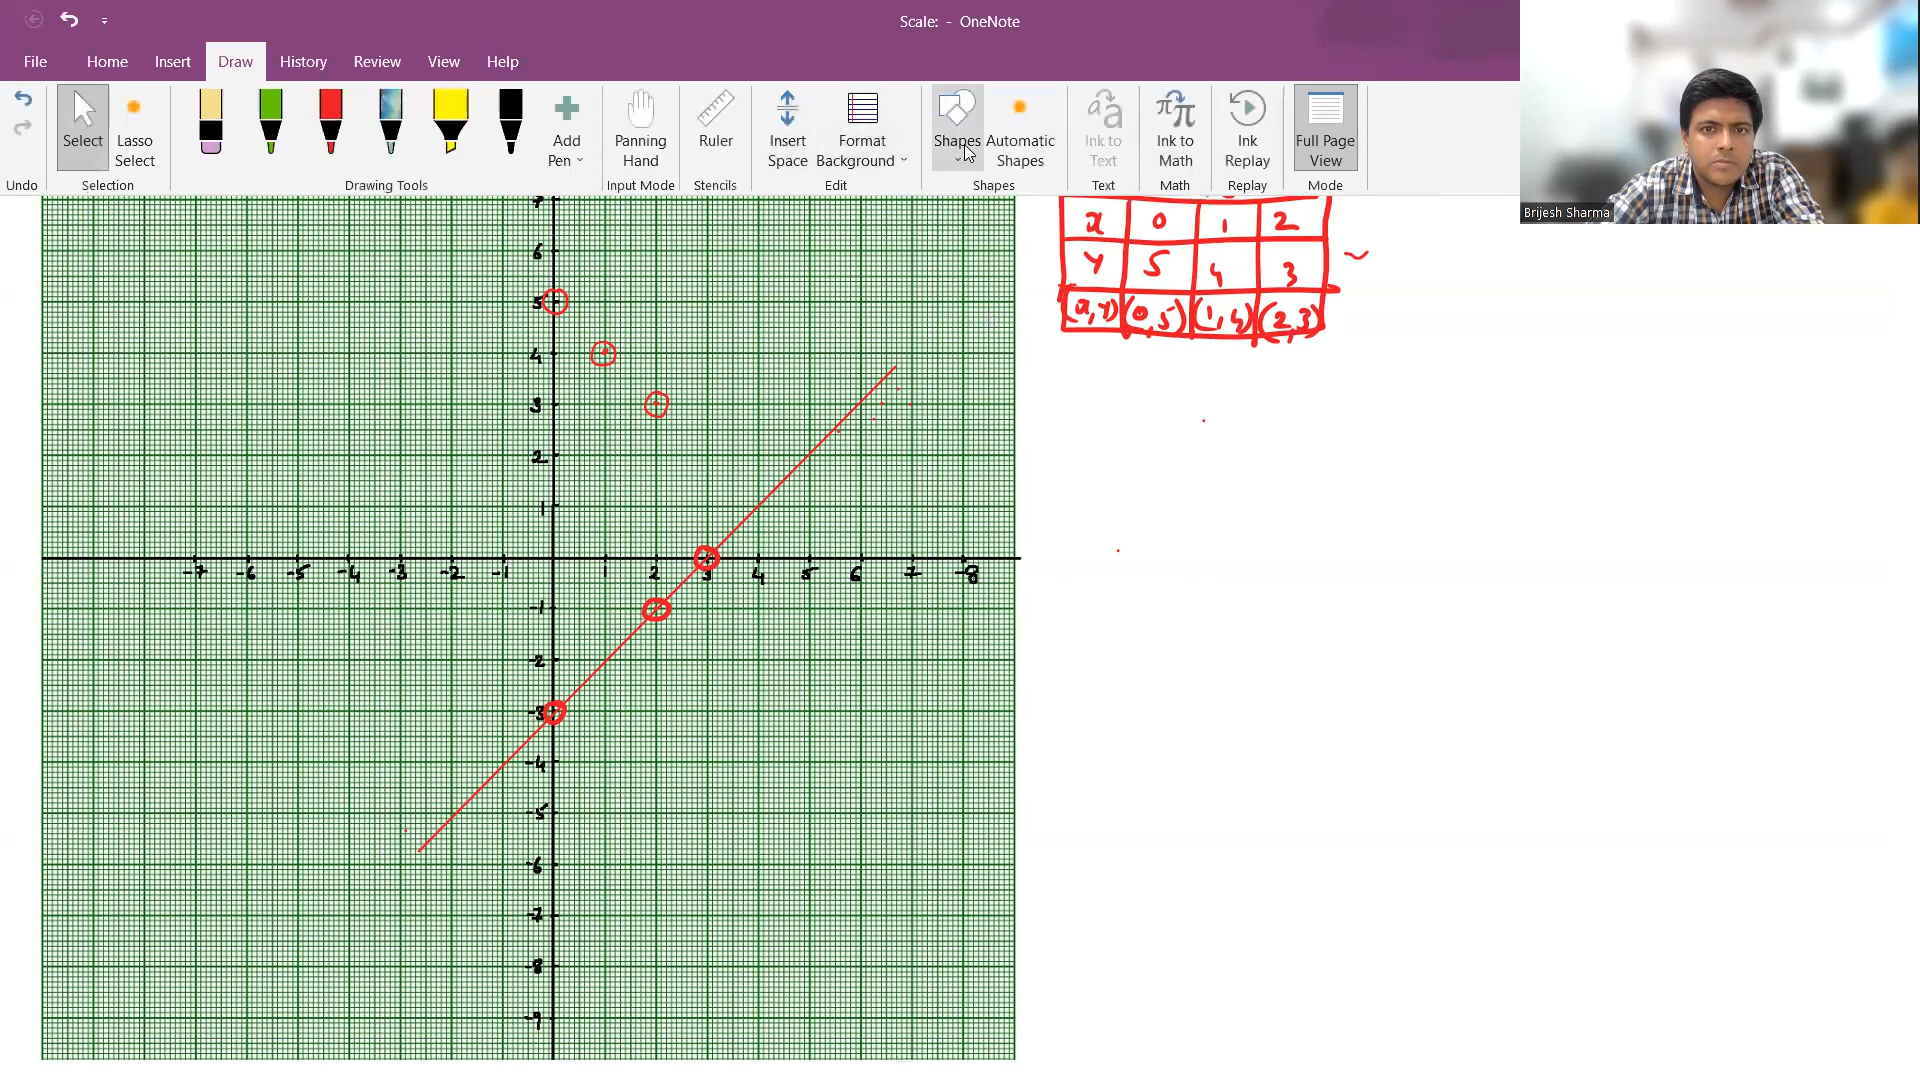 Scale: - OneNote
File Home Insert Draw History Review View Help
Select
Lasso Select
Add Pen
Panning Hand
Ruler
Insert Space
Format Background
Shapes
Automatic Shapes
Ink to Text
Ink to Math
Ink Replay
Full Page View
Undo Selection Drawing Tools Input Mode Stencils Edit Shapes Text Math Replay Mode
Brijesh Sharma
x 0 1 2
y 5 4 3
(x,y) (0,5) (1,4) (2,3)
7
6
5
4
3
2
1
-7 -6 -5 -4 -3 -2 -1 1 2 3 4 5 6 7 -8
-1
-2
-3
-4
-5
-6
-7
-8
-9